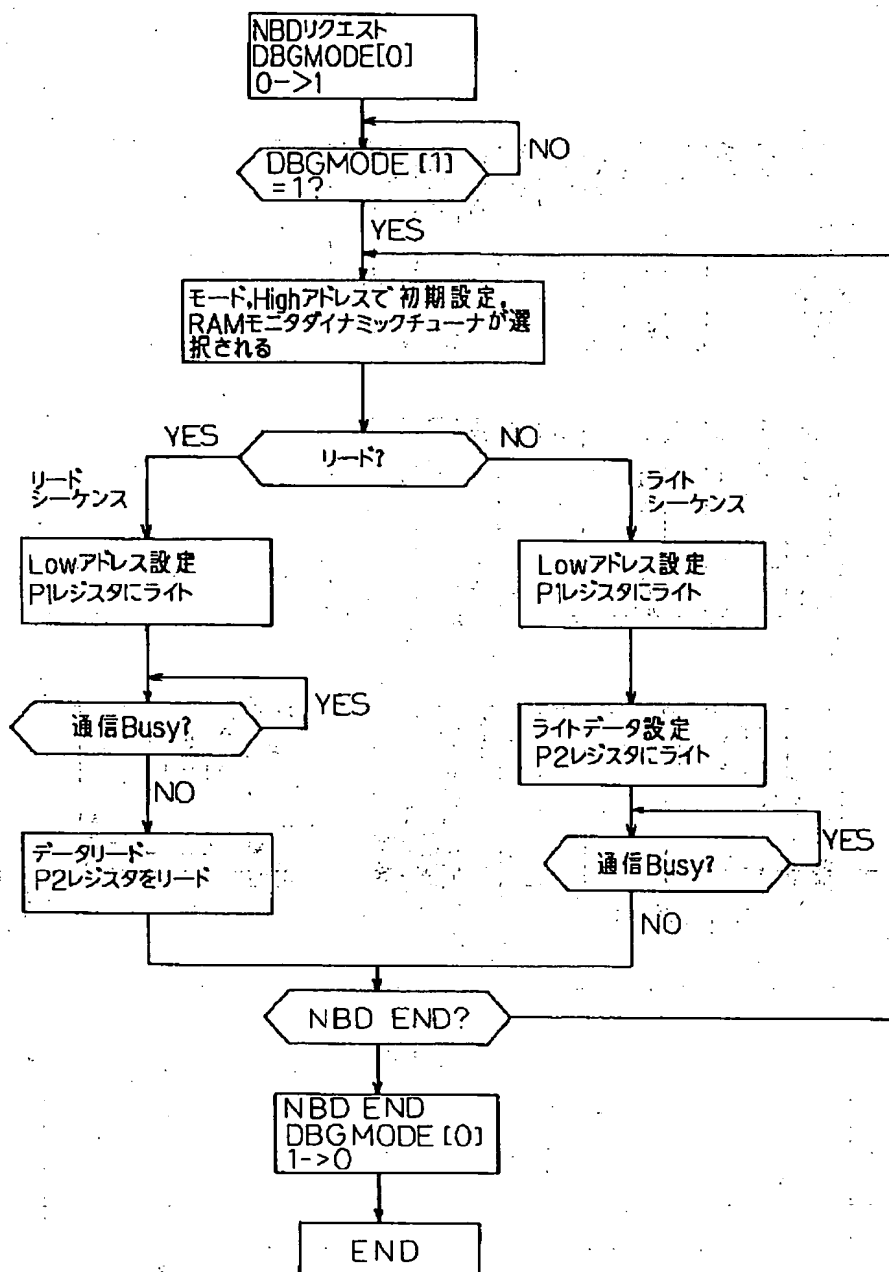 NBDリクエスト
DBGMODE[0]
0->1
DBGMODE [1]
=1?
NO
YES
モード,Highアドレスで初期設定,
RAMモニタダイナミックチューナが選
択される
リード?
YES
NO
リード
シーケンス
ライト
シーケンス
Lowアドレス設定
P1レジスタにライト
Lowアドレス設定
P1レジスタにライト
通信Busy?
YES
NO
ライトデータ設定
P2レジスタにライト
データリード
P2レジスタをリード
通信Busy?
YES
NO
NBD END?
NBD END
DBGMODE [0]
1->0
END